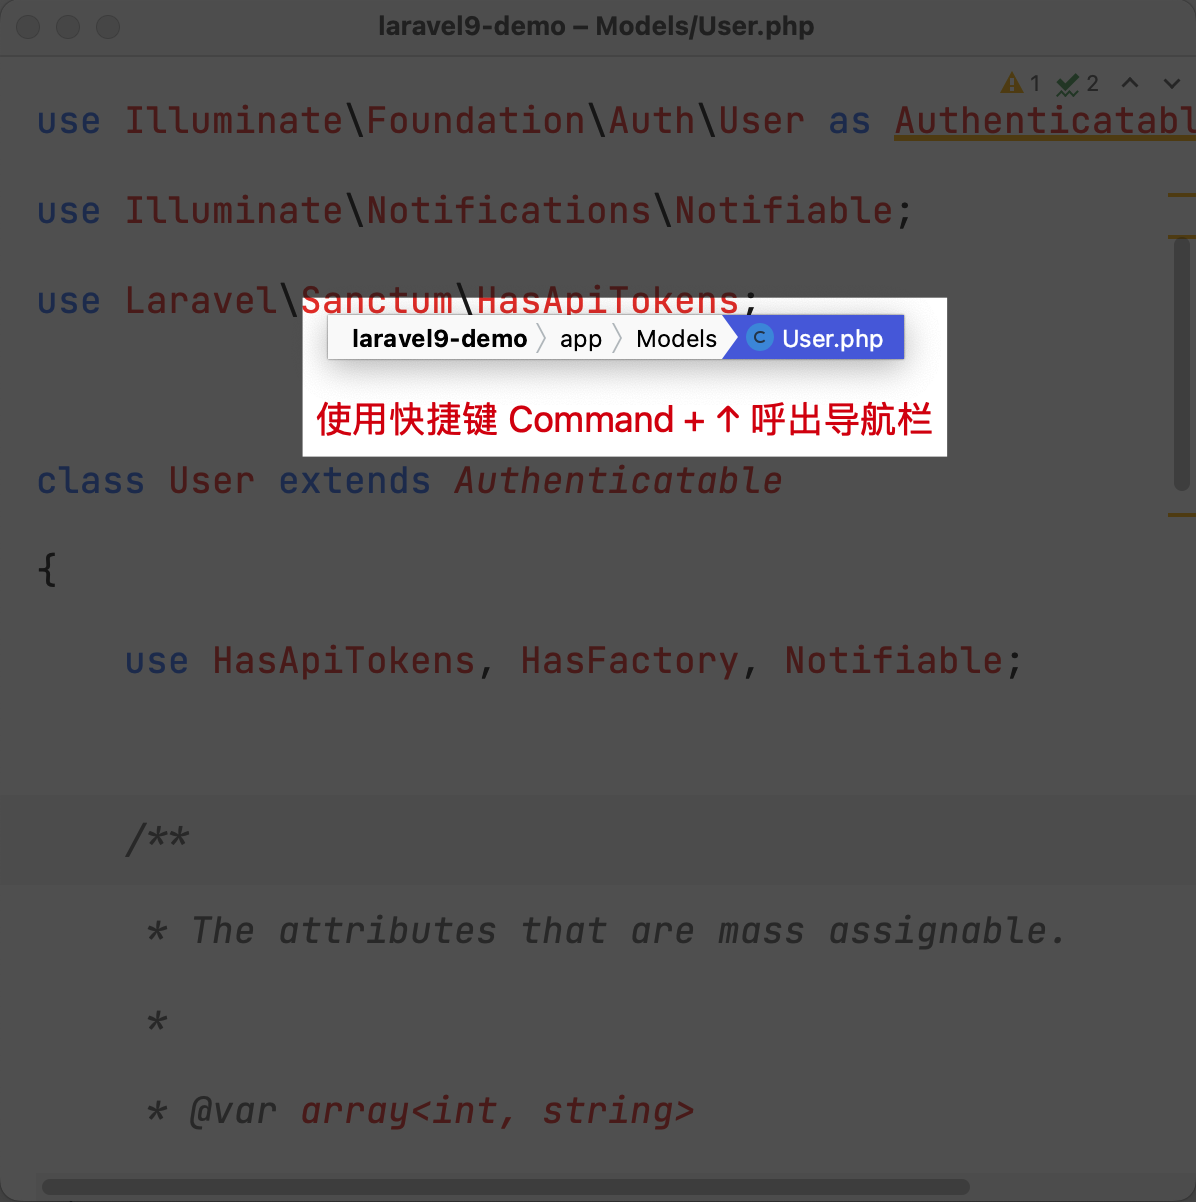 laravel9-demo – Models/User.php
1 2
use Illuminate\Foundation\Auth\User as Authenticatabl
use Illuminate\Notifications\Notifiable;
use Laravel\Sanctum\HasApiTokens;
laravel9-demo app Models C User.php
使用快捷键 Command + ↑ 呼出导航栏
class User extends Authenticatable
{
use HasApiTokens, HasFactory, Notifiable;
/**
* The attributes that are mass assignable.
*
* @var array<int, string>